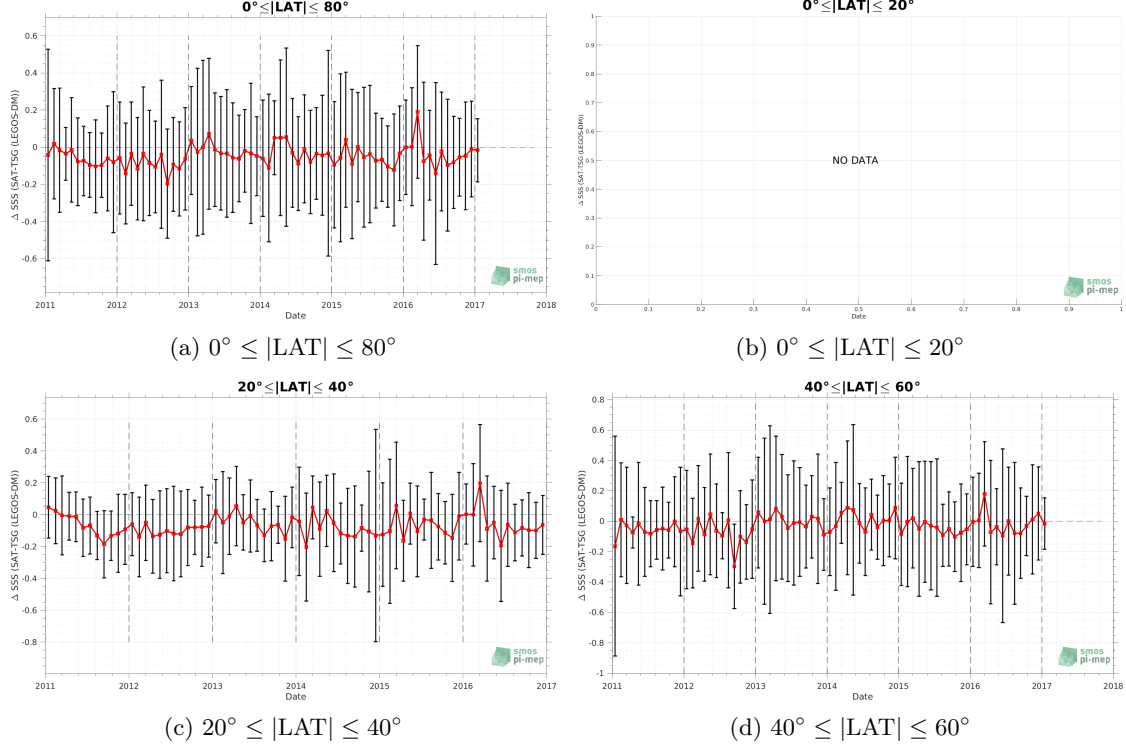 0°≤|LAT|≤ 80°
Δ SSS (SAT-TSG (LEGOS-DM))
0.6
0.4
0.2
0
-0.2
-0.4
-0.6
2011 2012 2013 2014 2015 2016 2017 2018
Date
smos
pi-mep
(a) 0° ≤ |LAT| ≤ 80°
0°≤|LAT|≤ 20°
Δ SSS (SAT-TSG (LEGOS-DM))
1
0.9
0.8
0.7
0.6
0.5
0.4
0.3
0.2
0.1
0
NO DATA
0 0.1 0.2 0.3 0.4 0.5 0.6 0.7 0.8 0.9 1
Date
smos
pi-mep
(b) 0° ≤ |LAT| ≤ 20°
20°≤|LAT|≤ 40°
Δ SSS (SAT-TSG (LEGOS-DM))
0.6
0.4
0.2
0
-0.2
-0.4
-0.6
-0.8
2011 2012 2013 2014 2015 2016 2017
Date
smos
pi-mep
(c) 20° ≤ |LAT| ≤ 40°
40°≤|LAT|≤ 60°
Δ SSS (SAT-TSG (LEGOS-DM))
0.8
0.6
0.4
0.2
0
-0.2
-0.4
-0.6
-0.8
-1
2011 2012 2013 2014 2015 2016 2017 2018
Date
smos
pi-mep
(d) 40° ≤ |LAT| ≤ 60°